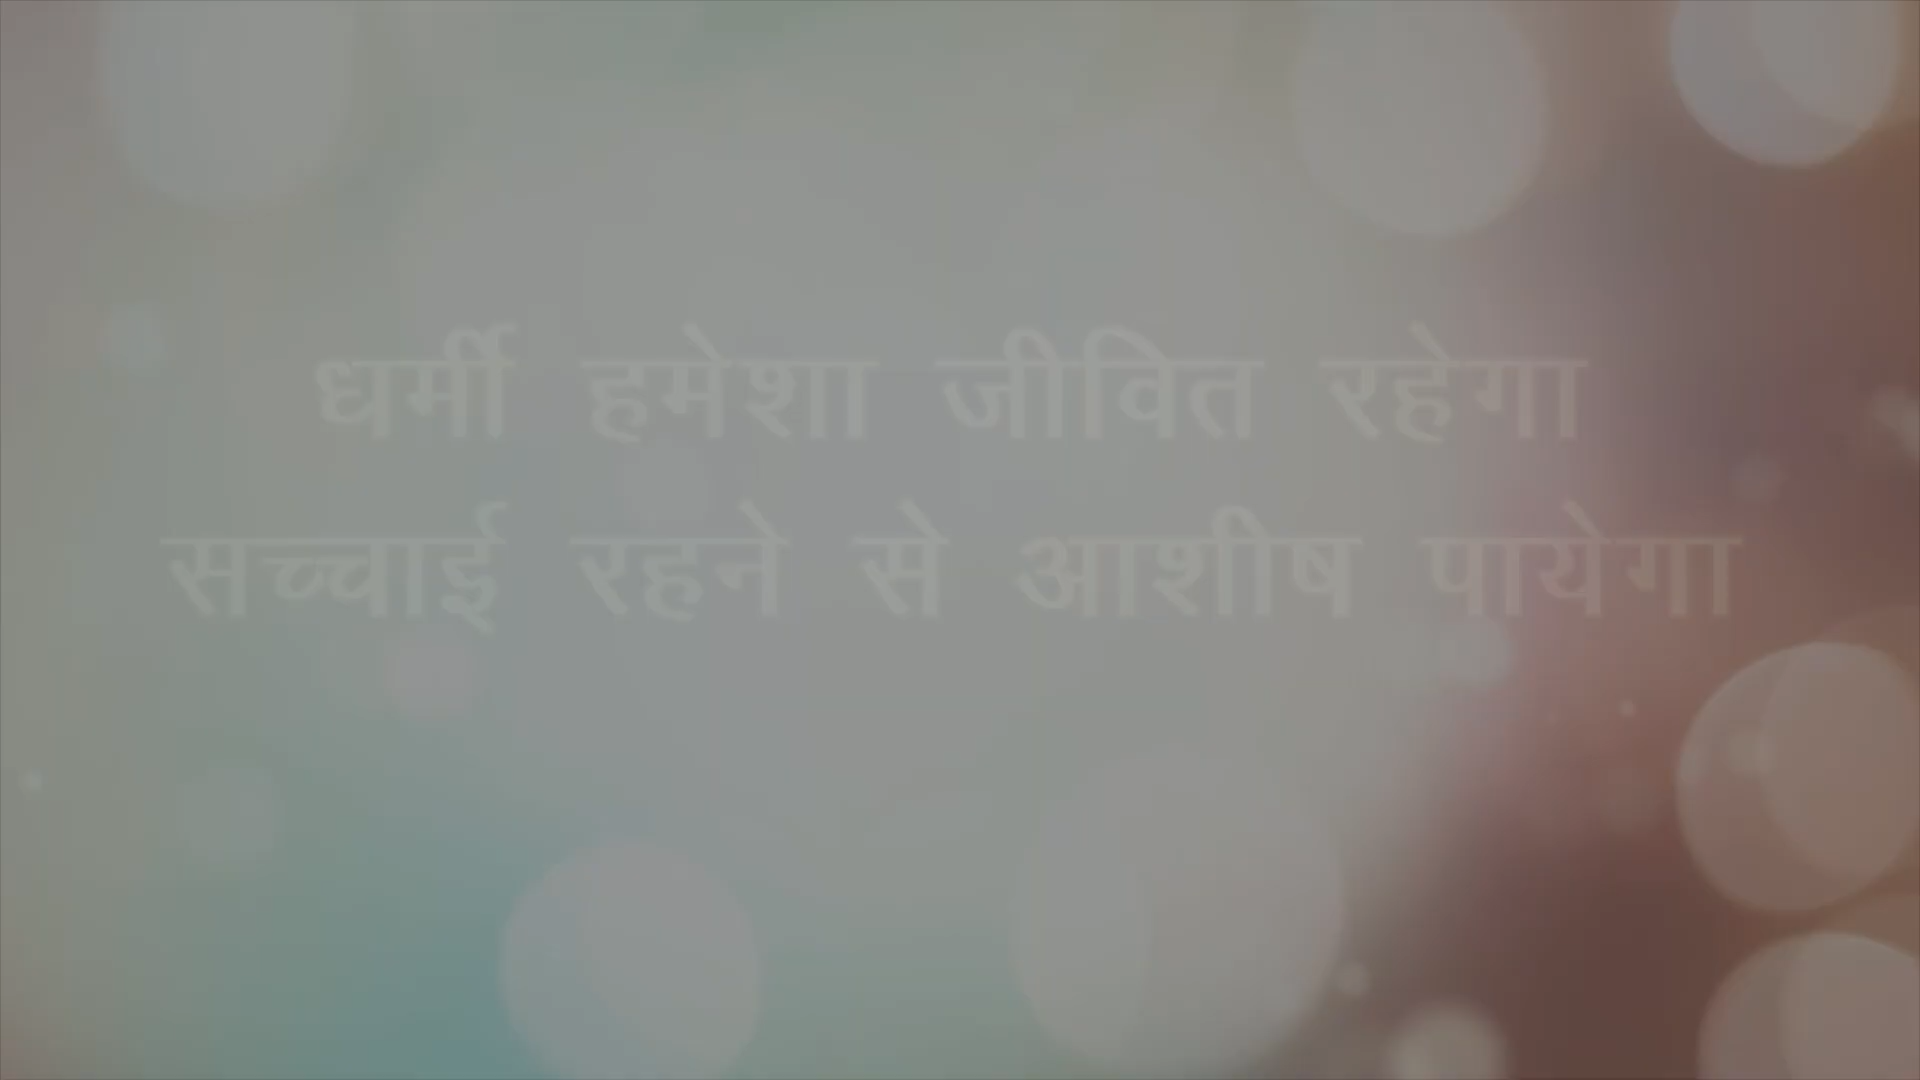 धर्मी हमेशा जीवित रहेगा
सच्चाई रहने से आशीष पायेगा